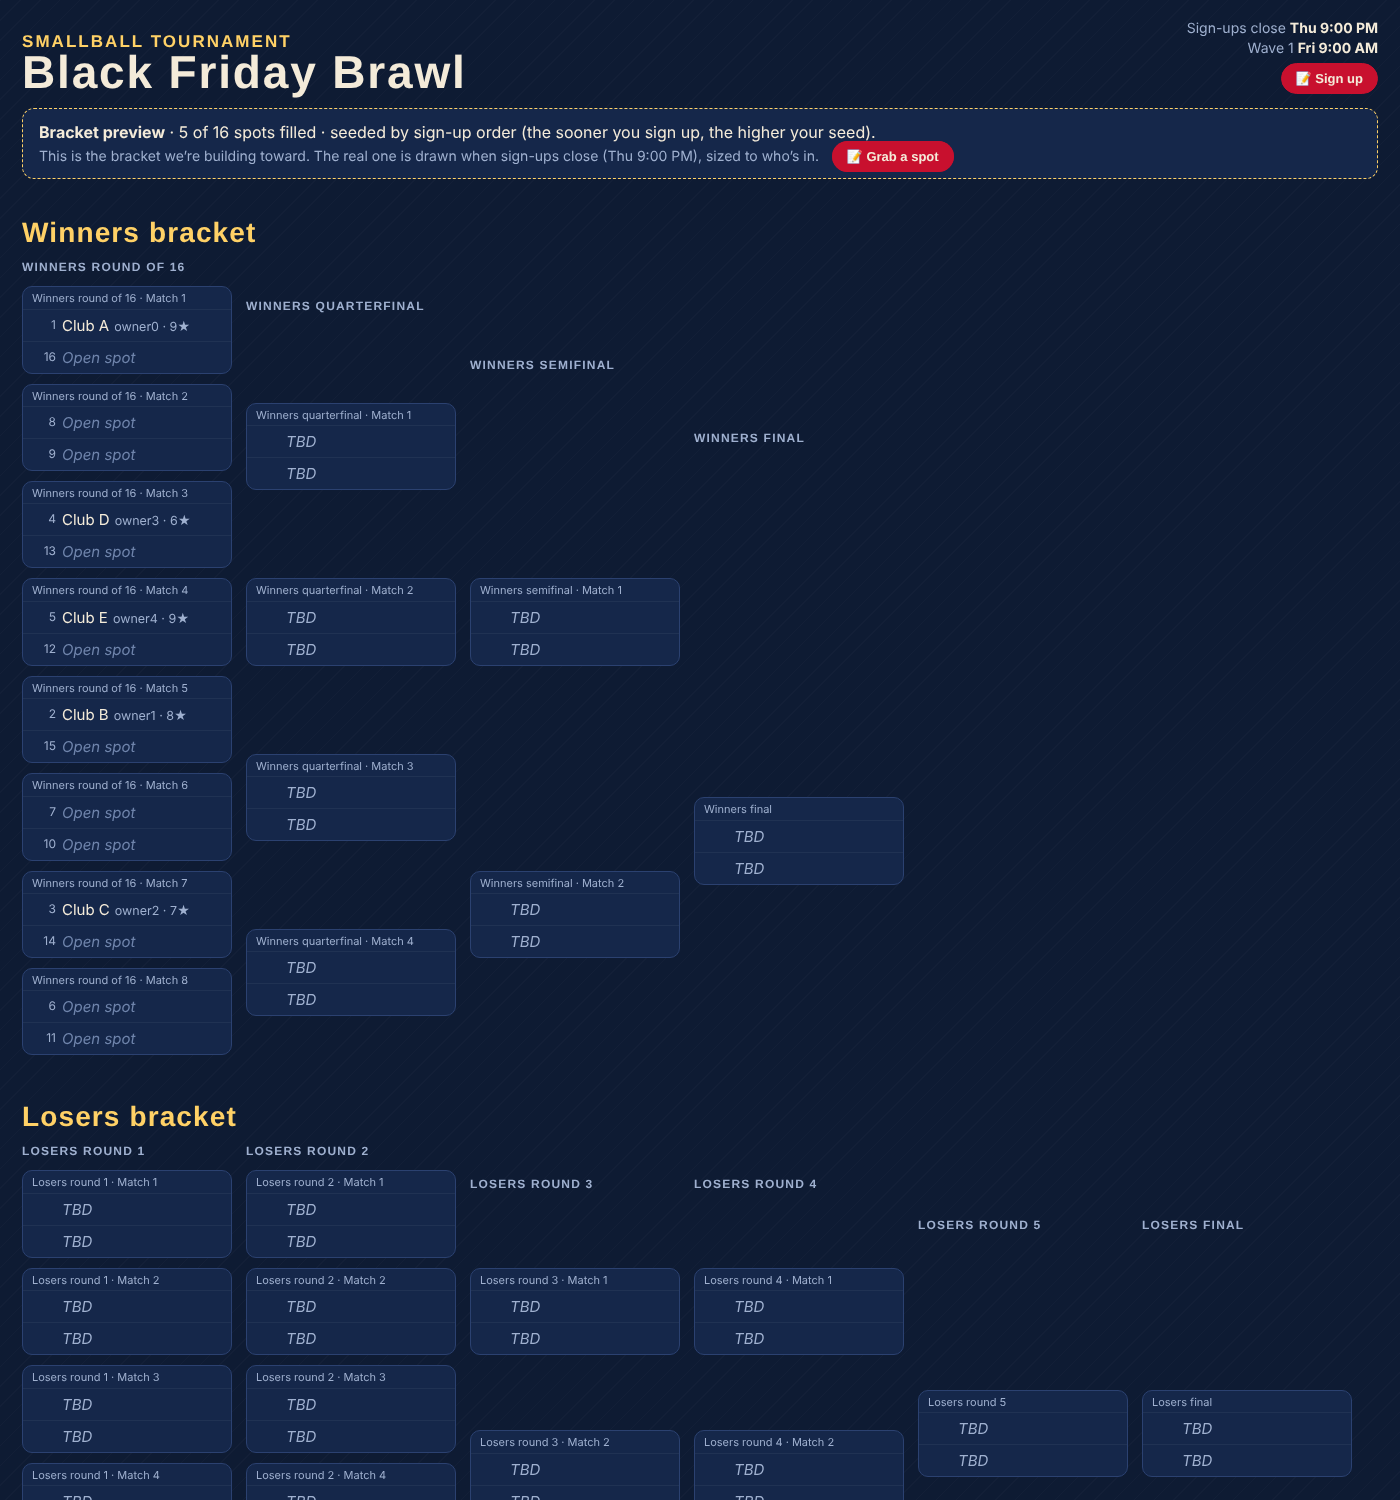 SMALLBALL TOURNAMENT
Black Friday Brawl
Sign-ups close Thu 9:00 PM
Wave 1 Fri 9:00 AM
📝 Sign up
Bracket preview · 5 of 16 spots filled · seeded by sign-up order (the sooner you sign up, the higher your seed).
This is the bracket we're building toward. The real one is drawn when sign-ups close (Thu 9:00 PM), sized to who's in.
📝 Grab a spot
Winners bracket
WINNERS ROUND OF 16
Winners round of 16 · Match 1
1 Club A owner0 · 9★
16 Open spot
Winners round of 16 · Match 2
8 Open spot
9 Open spot
Winners round of 16 · Match 3
4 Club D owner3 · 6★
13 Open spot
Winners round of 16 · Match 4
5 Club E owner4 · 9★
12 Open spot
Winners round of 16 · Match 5
2 Club B owner1 · 8★
15 Open spot
Winners round of 16 · Match 6
7 Open spot
10 Open spot
Winners round of 16 · Match 7
3 Club C owner2 · 7★
14 Open spot
Winners round of 16 · Match 8
6 Open spot
11 Open spot
WINNERS QUARTERFINAL
Winners quarterfinal · Match 1
TBD
TBD
Winners quarterfinal · Match 2
TBD
TBD
Winners quarterfinal · Match 3
TBD
TBD
Winners quarterfinal · Match 4
TBD
TBD
WINNERS SEMIFINAL
Winners semifinal · Match 1
TBD
TBD
Winners semifinal · Match 2
TBD
TBD
WINNERS FINAL
Winners final
TBD
TBD
Losers bracket
LOSERS ROUND 1
Losers round 1 · Match 1
TBD
TBD
Losers round 1 · Match 2
TBD
TBD
Losers round 1 · Match 3
TBD
TBD
Losers round 1 · Match 4
TBD
LOSERS ROUND 2
Losers round 2 · Match 1
TBD
TBD
Losers round 2 · Match 2
TBD
TBD
Losers round 2 · Match 3
TBD
TBD
Losers round 2 · Match 4
TBD
LOSERS ROUND 3
Losers round 3 · Match 1
TBD
TBD
Losers round 3 · Match 2
TBD
TBD
LOSERS ROUND 4
Losers round 4 · Match 1
TBD
TBD
Losers round 4 · Match 2
TBD
TBD
LOSERS ROUND 5
Losers round 5
TBD
TBD
LOSERS FINAL
Losers final
TBD
TBD